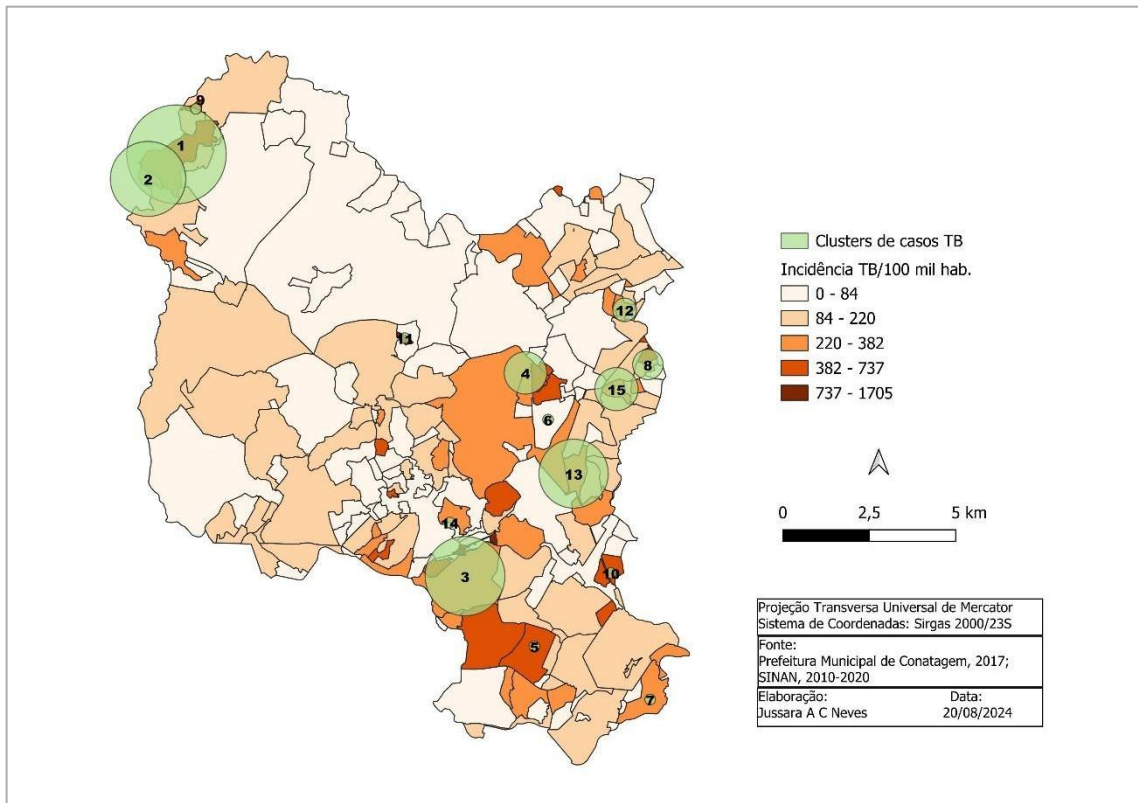 9
1
2
12
11
8
4
15
6
13
14
3
10
5
7
Clusters de casos TB
Incidência TB/100 mil hab.
0 - 84
84 - 220
220 - 382
382 - 737
737 - 1705
0 2,5 5 km
Projeção Transversa Universal de Mercator
Sistema de Coordenadas: Sirgas 2000/23S
Fonte:
Prefeitura Municipal de Conatagem, 2017;
SINAN, 2010-2020
Elaboração: Data:
Jussara A C Neves 20/08/2024